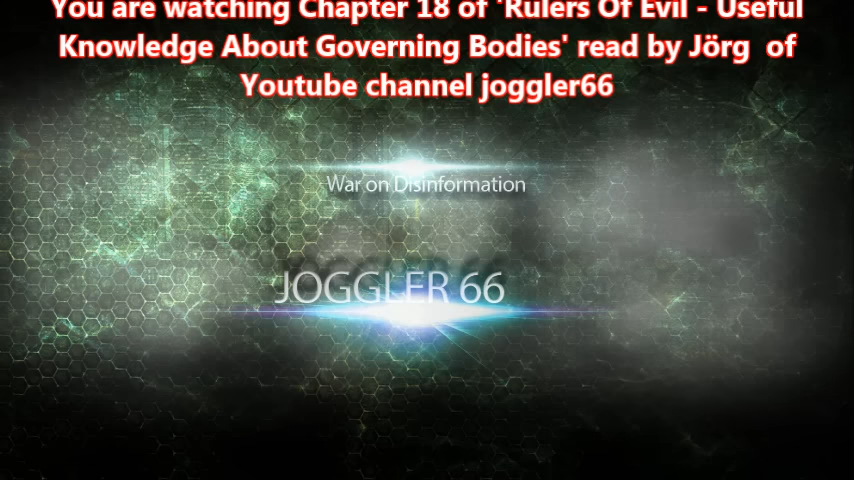 You are watching Chapter 18 of 'Rulers Of Evil - Useful
Knowledge About Governing Bodies' read by Jörg of
Youtube channel joggler66
War on Disinformation
JOGGLER 66